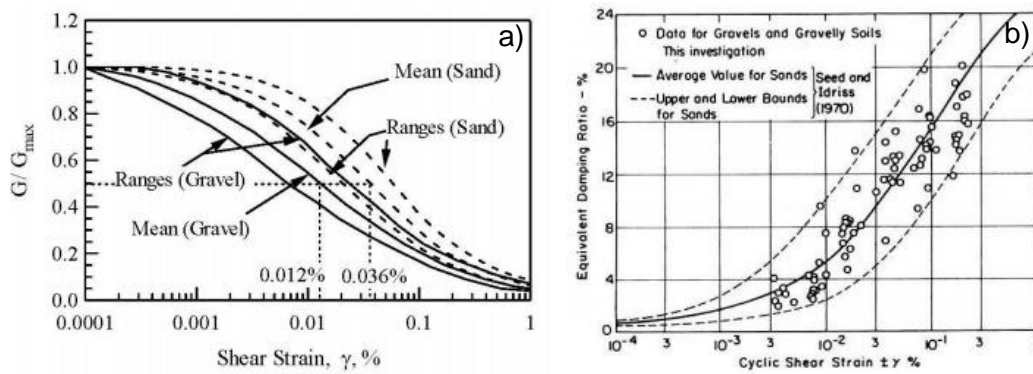 a)
G/ Gmax
1.0
0.8
0.6
0.4
0.2
0.0
Mean (Sand)
Ranges (Sand)
Ranges (Gravel)
Mean (Gravel)
0.012%
0.036%
0.0001
0.001
0.01
0.1
1
Shear Strain, γ, %
b)
Equivalent Damping Ratio - %
24
20
16
12
8
4
0
Data for Gravels and Gravelly Soils
This investigation
Average Value for Sands
Upper and Lower Bounds
for Sands
Seed and
Idriss
(1970)
10-4
3
10-3
3
10-2
3
10-1
3
Cyclic Shear Strain ± γ %